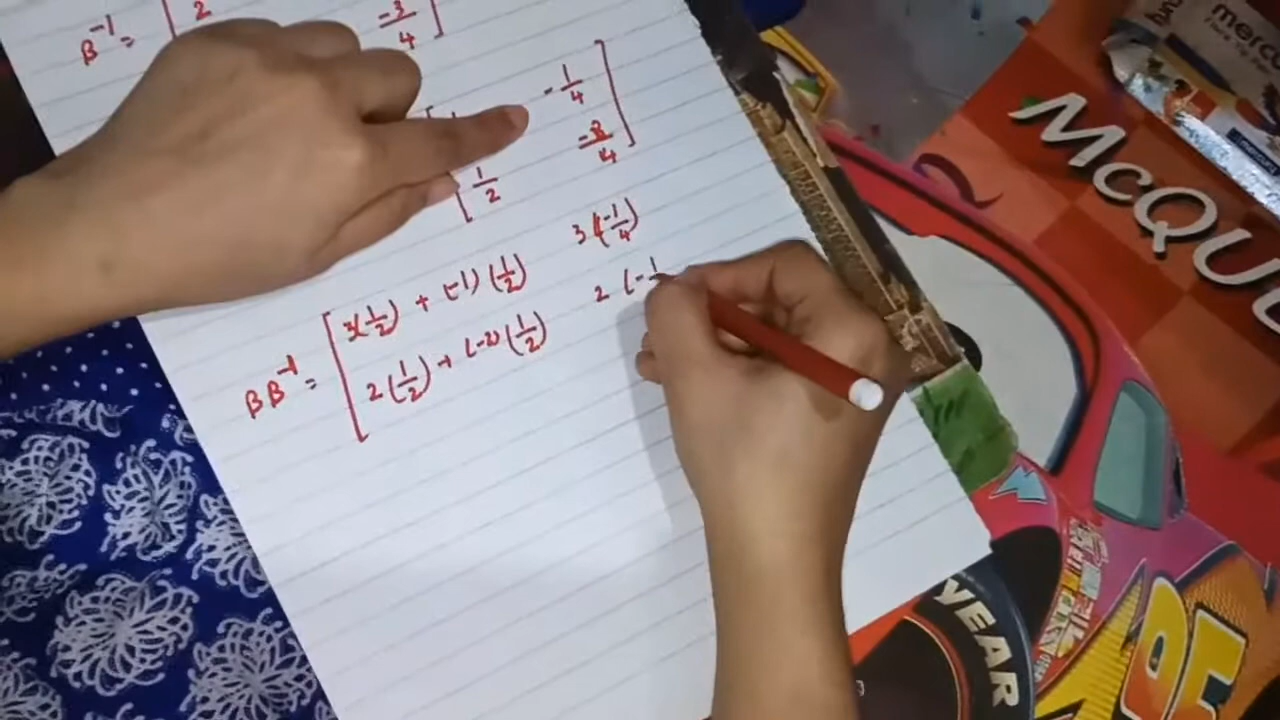 B⁻¹ = [ 2 -3/4 ]
-1/4
1/2 -3/4 ]
BB⁻¹ = [ 3(1/2) + (-1)(1/2) 3(-1/4)
2(1/2) + (-2)(1/2) 2(-1
McQU
YEAR